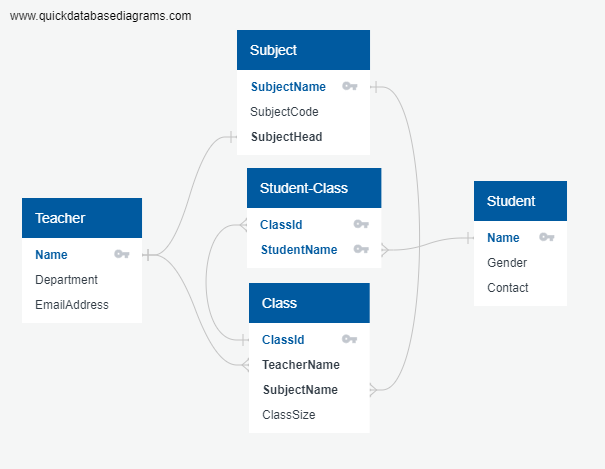 www.quickdatabasediagrams.com
Subject
SubjectName
SubjectCode
SubjectHead
Student-Class
ClassId
StudentName
Teacher
Name
Department
EmailAddress
Student
Name
Gender
Contact
Class
ClassId
TeacherName
SubjectName
ClassSize